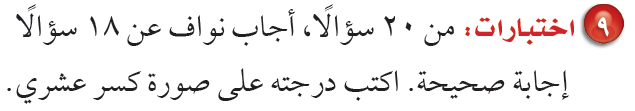 ٩ اختبارات: من ٢٠ سؤالًا، أجاب نواف عن ١٨ سؤالًا
إجابة صحيحة. اكتب درجته على صورة كسر عشري.